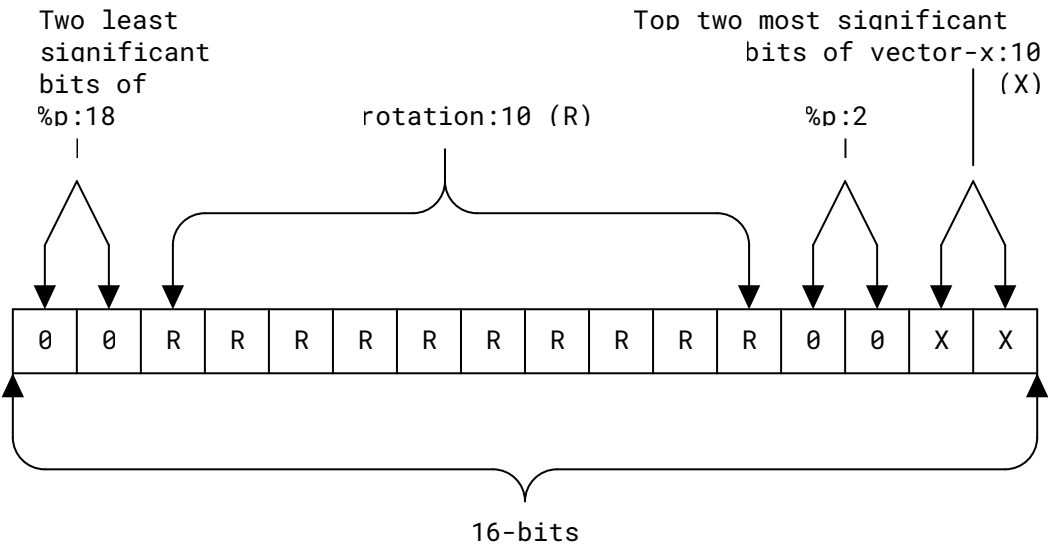 Two least
significant
bits of
%p:18
rotation:10 (R)
%p:2
Top two most significant
bits of vector-x:10
(X)
0 0 R R R R R R R R R R 0 0 X X
16-bits